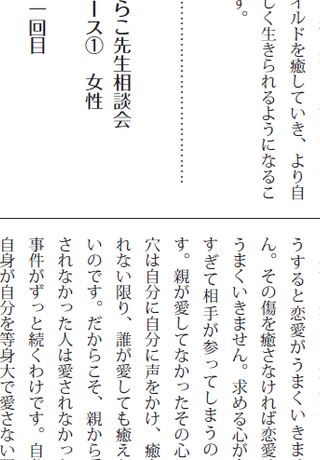 イルドを癒していき、より自
しく生きられるようになるこ
す。
らこ先生相談会
ース①　女性
一回目
うすると恋愛がうまくいきま
ん。その傷を癒さなければ恋愛
うまくいきません。求める心が
すぎて相手が参ってしまうの
す。親が愛してなかったその心
穴は自分に自分に声をかけ、癒
れない限り、誰が愛しても癒え
いのです。だからこそ、親から
されなかった人は愛されなかっ
事件がずっと続くわけです。自
自身が自分を等身大で愛さない